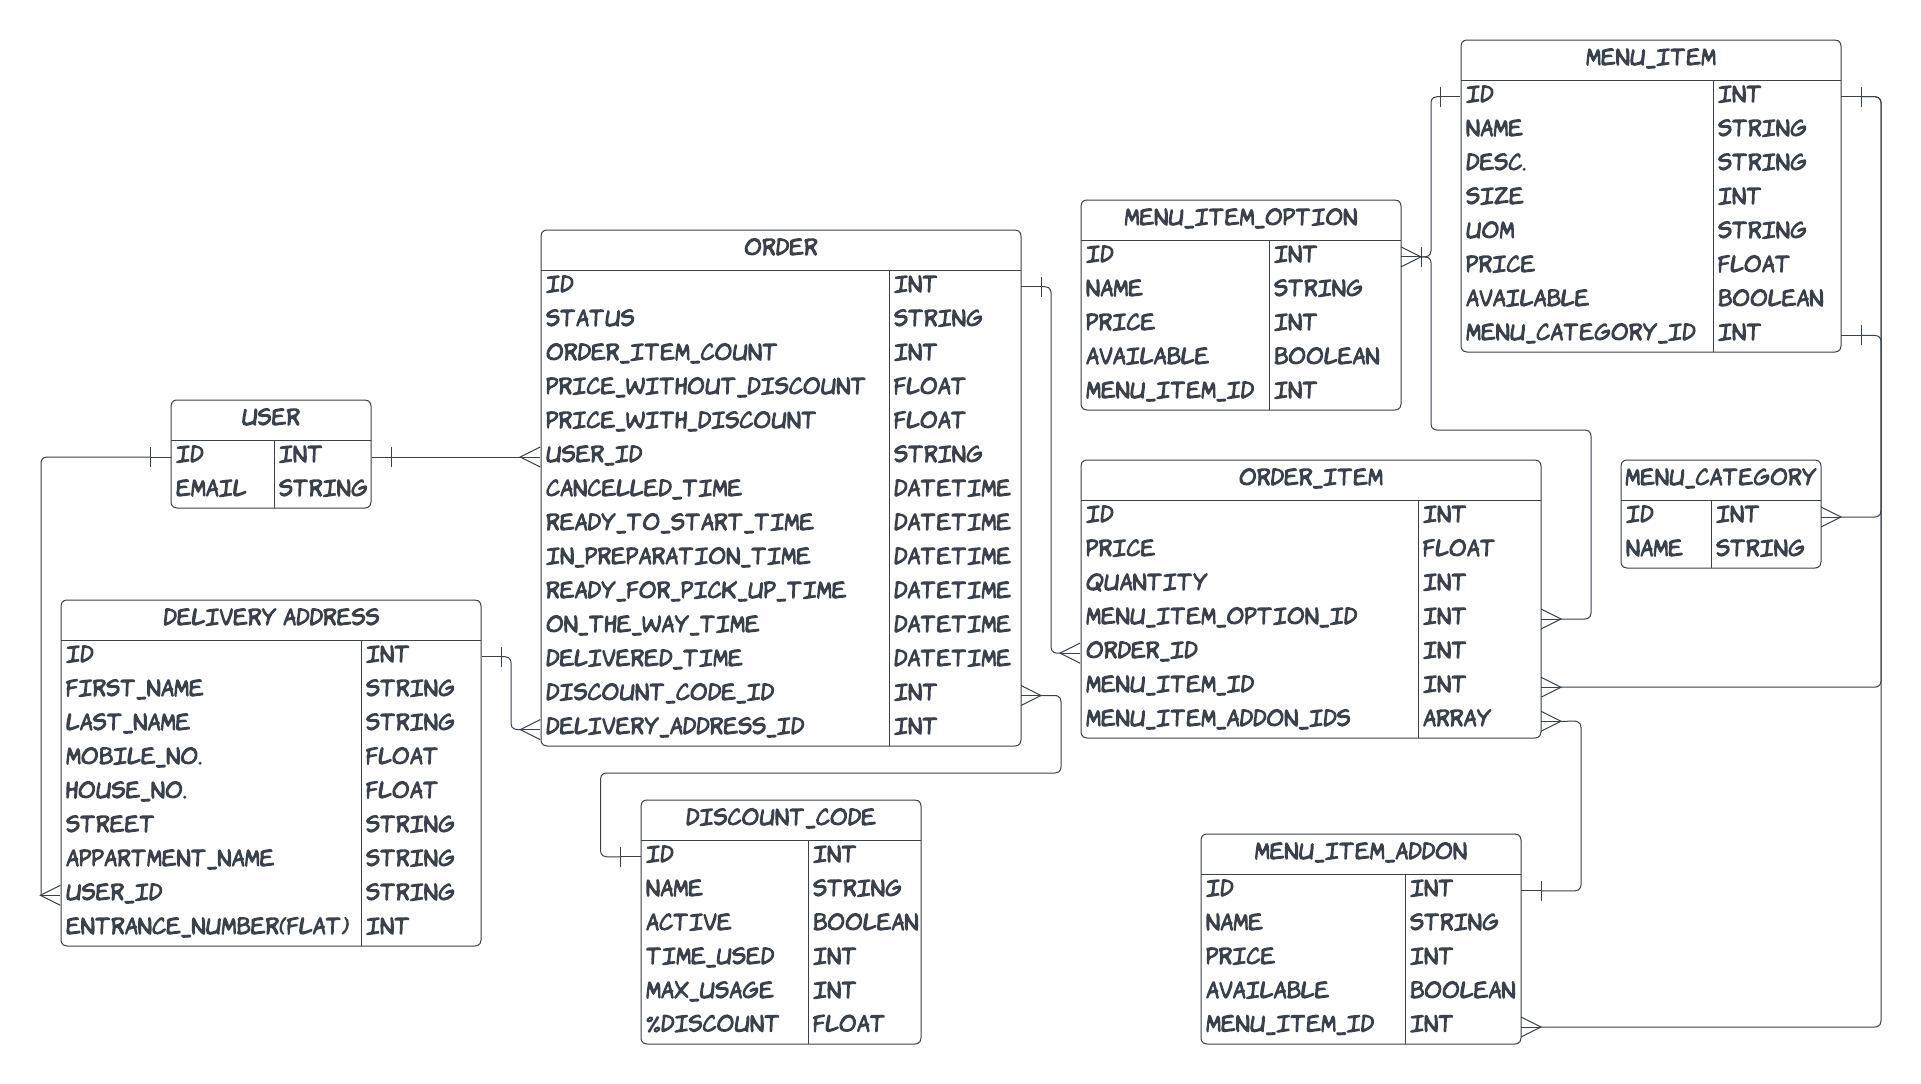 MENU_ITEM
ID INT
NAME STRING
DESC. STRING
SIZE INT
UOM STRING
PRICE FLOAT
AVAILABLE BOOLEAN
MENU_CATEGORY_ID INT
MENU_ITEM_OPTION
ID INT
NAME STRING
PRICE INT
AVAILABLE BOOLEAN
MENU_ITEM_ID INT
ORDER
ID INT
STATUS STRING
ORDER_ITEM_COUNT INT
PRICE_WITHOUT_DISCOUNT FLOAT
PRICE_WITH_DISCOUNT FLOAT
USER_ID STRING
CANCELLED_TIME DATETIME
READY_TO_START_TIME DATETIME
IN_PREPARATION_TIME DATETIME
READY_FOR_PICK_UP_TIME DATETIME
ON_THE_WAY_TIME DATETIME
DELIVERED_TIME DATETIME
DISCOUNT_CODE_ID INT
DELIVERY_ADDRESS_ID INT
USER
ID INT
EMAIL STRING
ORDER_ITEM
ID INT
PRICE FLOAT
QUANTITY INT
MENU_ITEM_OPTION_ID INT
ORDER_ID INT
MENU_ITEM_ID INT
MENU_ITEM_ADDON_IDS ARRAY
MENU_CATEGORY
ID INT
NAME STRING
DELIVERY ADDRESS
ID INT
FIRST_NAME STRING
LAST_NAME STRING
MOBILE_NO. FLOAT
HOUSE_NO. FLOAT
STREET STRING
APPARTMENT_NAME STRING
USER_ID STRING
ENTRANCE_NUMBER(FLAT) INT
DISCOUNT_CODE
ID INT
NAME STRING
ACTIVE BOOLEAN
TIME_USED INT
MAX_USAGE INT
%DISCOUNT FLOAT
MENU_ITEM_ADDON
ID INT
NAME STRING
PRICE INT
AVAILABLE BOOLEAN
MENU_ITEM_ID INT